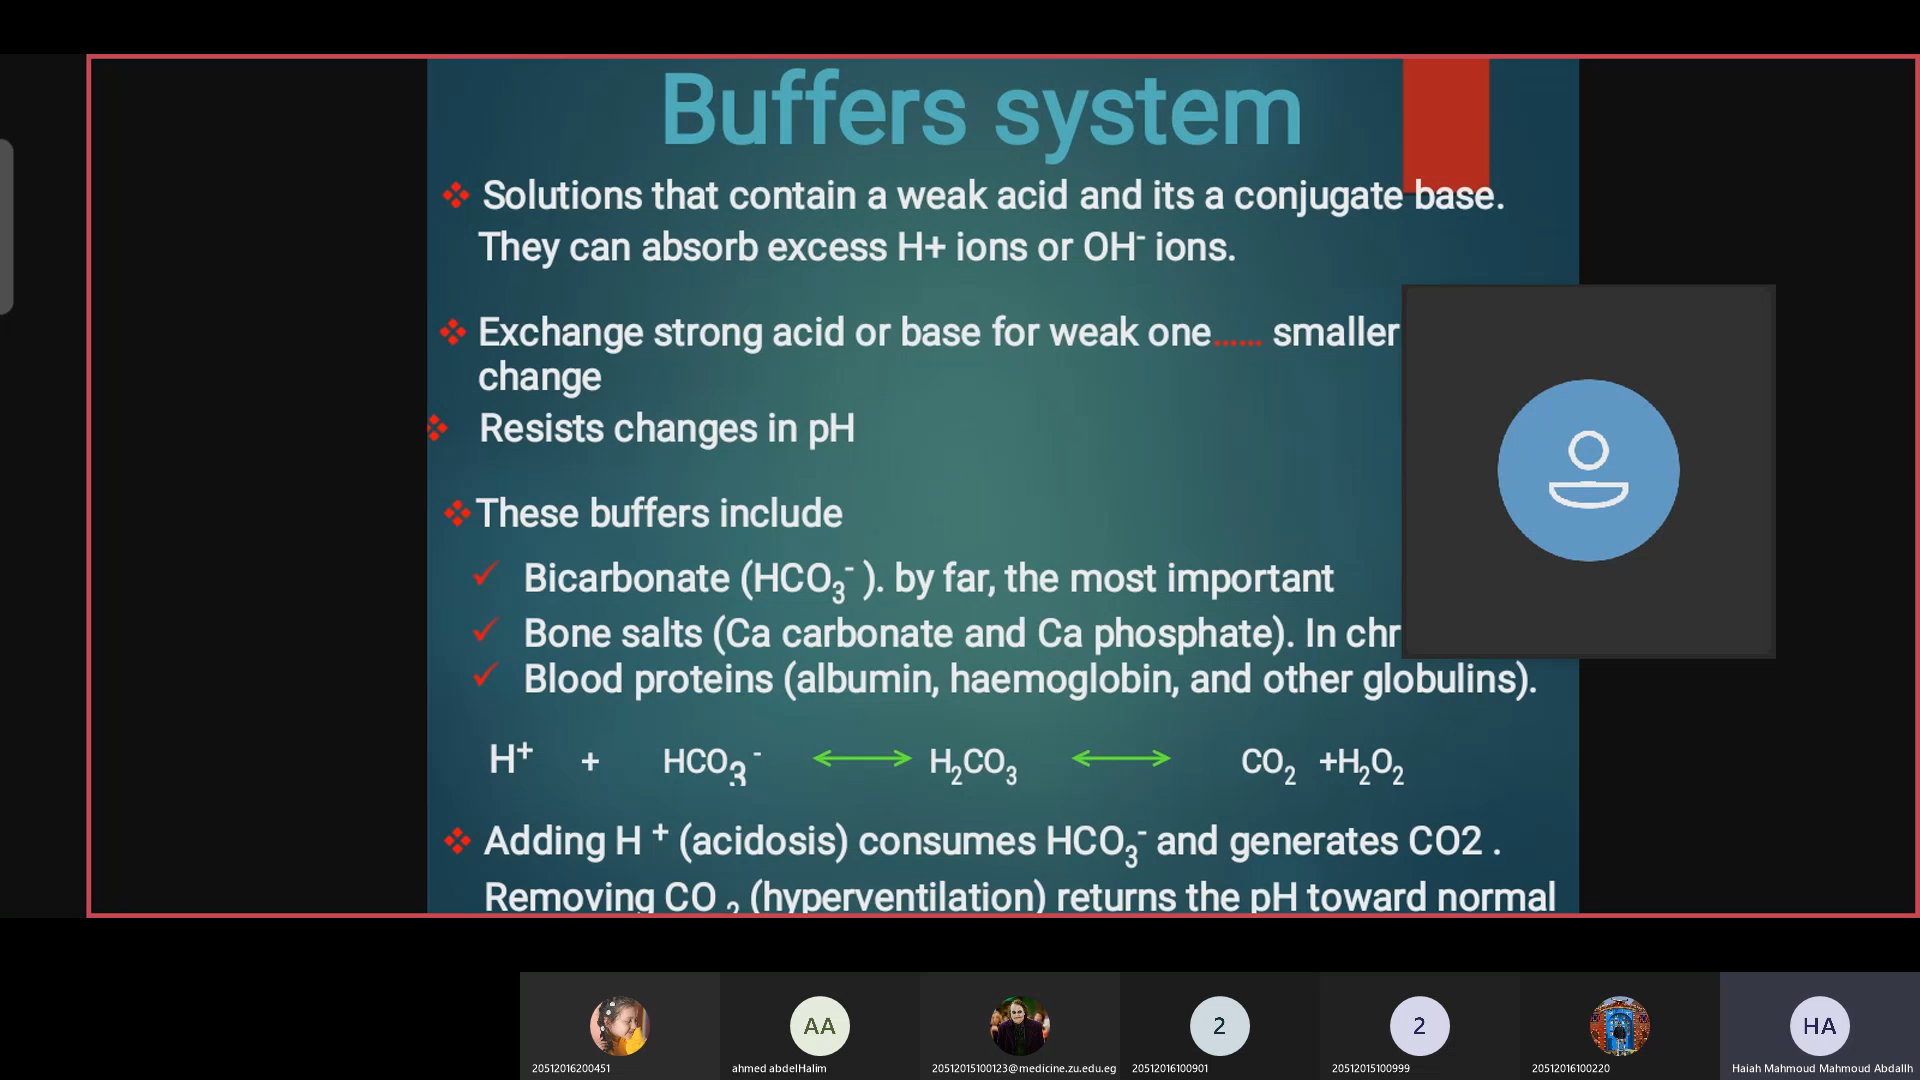 Buffers system
Solutions that contain a weak acid and its a conjugate base.
They can absorb excess H+ ions or OH⁻ ions.
Exchange strong acid or base for weak one...... smaller
change
Resists changes in pH
These buffers include
Bicarbonate (HCO₃⁻ ). by far, the most important
Bone salts (Ca carbonate and Ca phosphate). In chr
Blood proteins (albumin, haemoglobin, and other globulins).
H⁺ + HCO₃⁻ ⟷ H₂CO₃ ⟷ CO₂ +H₂O₂
Adding H ⁺ (acidosis) consumes HCO₃⁻ and generates CO2 .
Removing CO ₂ (hyperventilation) returns the pH toward normal
AA
2
2
HA
20512016200451
ahmed abdelHalim
20512015100123@medicine.zu.edu.eg
20512016100901
20512015100999
20512016100220
Haiah Mahmoud Mahmoud Abdallh